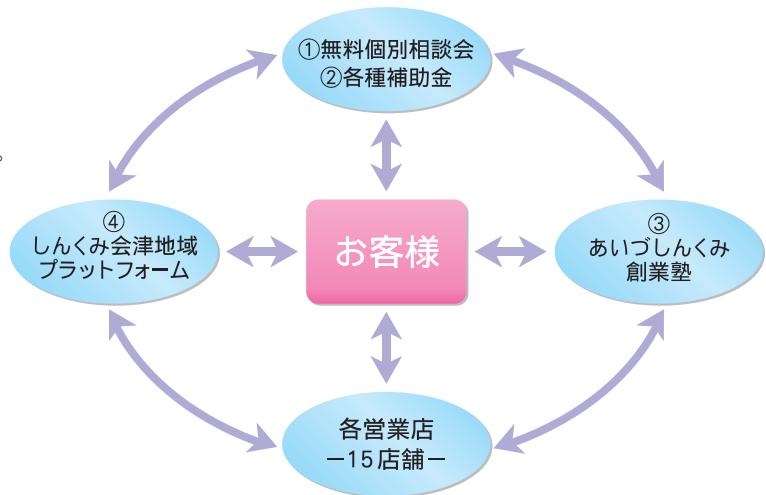 ①無料個別相談会
②各種補助金
。
④
しんくみ会津地域
プラットフォーム
お客様
③
あいづしんくみ
創業塾
各営業店
－15店舗－